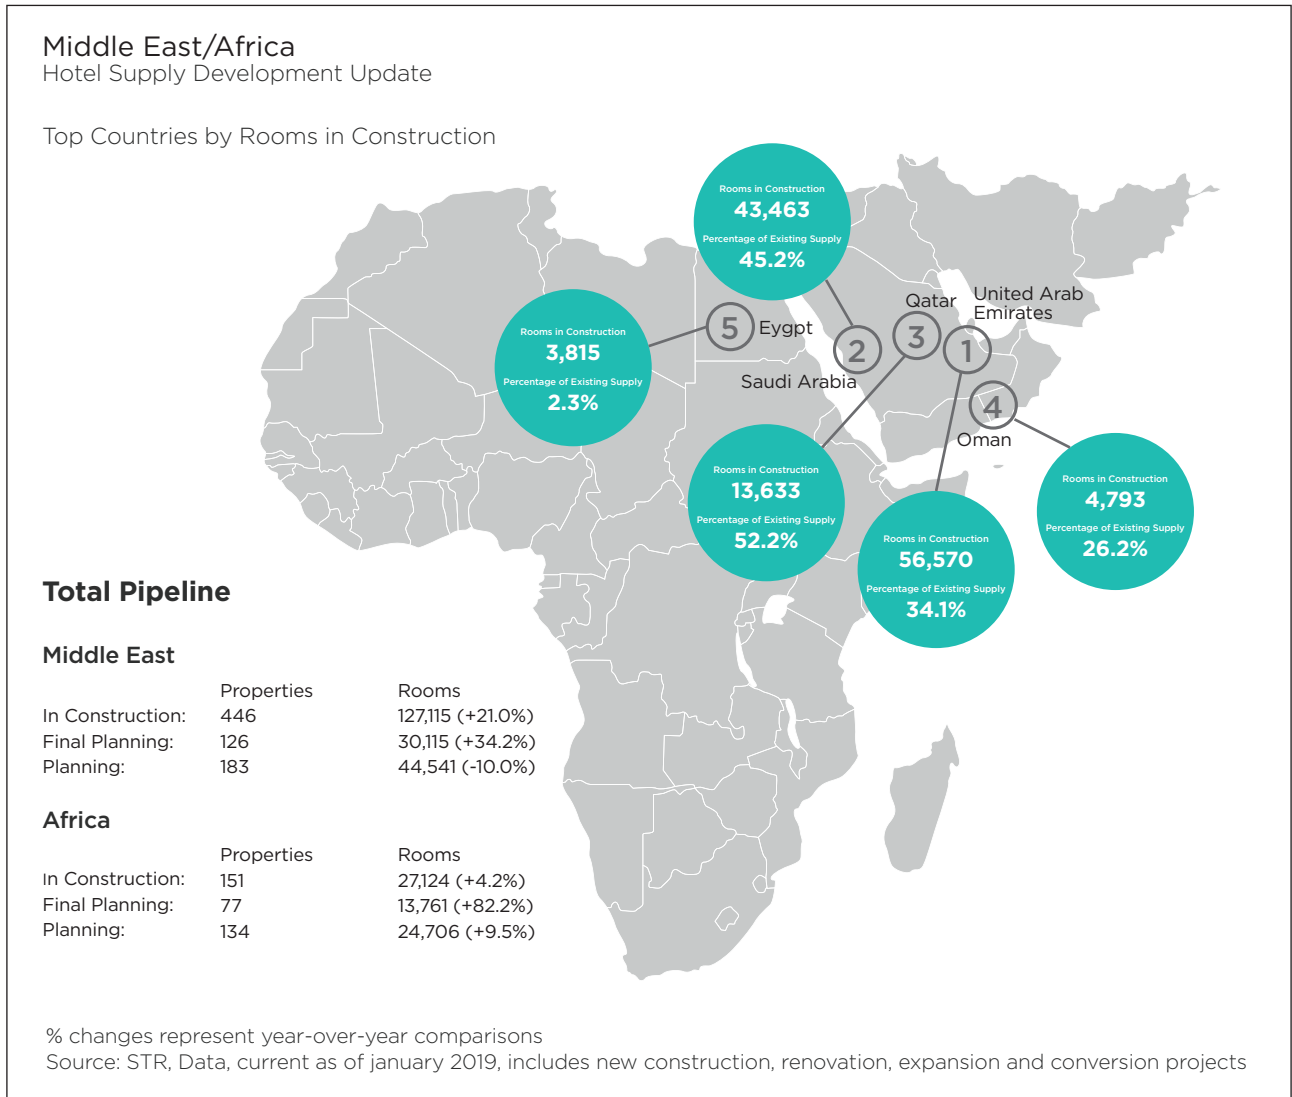 Middle East/Africa
Hotel Supply Development Update
Top Countries by Rooms in Construction
Rooms in Construction
43,463
Percentage of Existing Supply
45.2%
Rooms in Construction
3,815
Percentage of Existing Supply
2.3%
5
Eygpt
2
Saudi Arabia
Qatar
3
United Arab
Emirates
1
4
Oman
Rooms in Construction
13,633
Percentage of Existing Supply
52.2%
Rooms in Construction
56,570
Percentage of Existing Supply
34.1%
Rooms in Construction
4,793
Percentage of Existing Supply
26.2%
Total Pipeline
Middle East
Properties Rooms
In Construction: 446 127,115 (+21.0%)
Final Planning: 126 30,115 (+34.2%)
Planning: 183 44,541 (-10.0%)
Africa
Properties Rooms
In Construction: 151 27,124 (+4.2%)
Final Planning: 77 13,761 (+82.2%)
Planning: 134 24,706 (+9.5%)
% changes represent year-over-year comparisons
Source: STR, Data, current as of january 2019, includes new construction, renovation, expansion and conversion projects